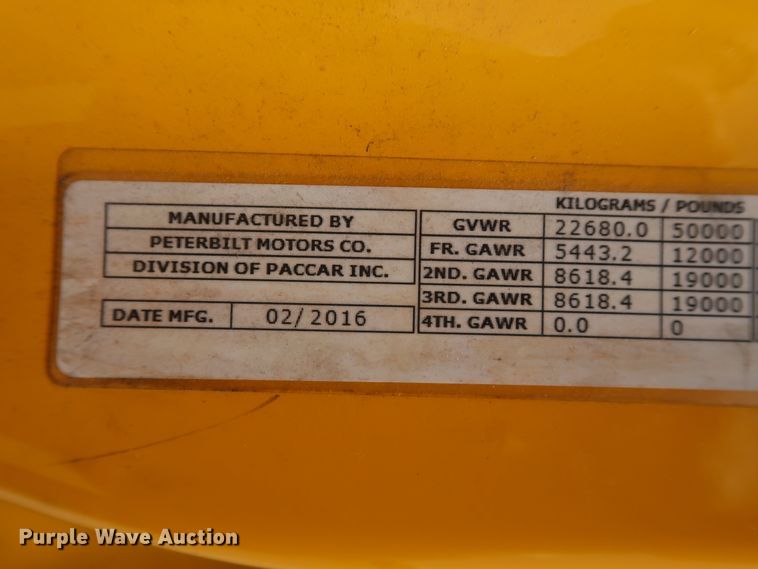 KILOGRAMS / POUNDS
MANUFACTURED BY
PETERBILT MOTORS CO.
DIVISION OF PACCAR INC.
DATE MFG. 02/2016
GVWR 22680.0 50000
FR. GAWR 5443.2 12000
2ND. GAWR 8618.4 19000
3RD. GAWR 8618.4 19000
4TH. GAWR 0.0 0
Purple Wave Auction